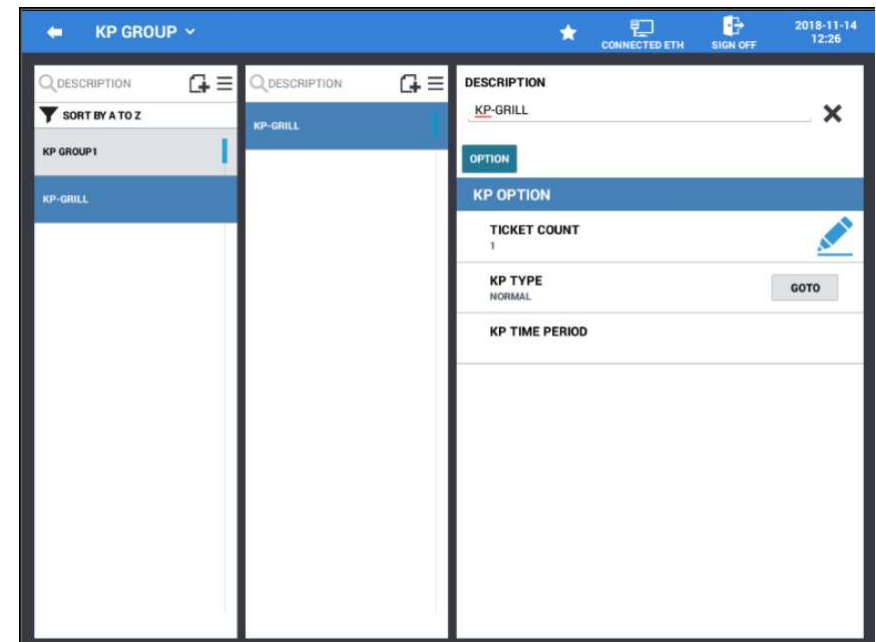 KP GROUP
CONNECTED ETH
SIGN OFF
2018-11-14
12:26
DESCRIPTION
SORT BY A TO Z
KP GROUP1
KP-GRILL
DESCRIPTION
KP-GRILL
DESCRIPTION
KP-GRILL
OPTION
KP OPTION
TICKET COUNT
1
KP TYPE
NORMAL
GOTO
KP TIME PERIOD